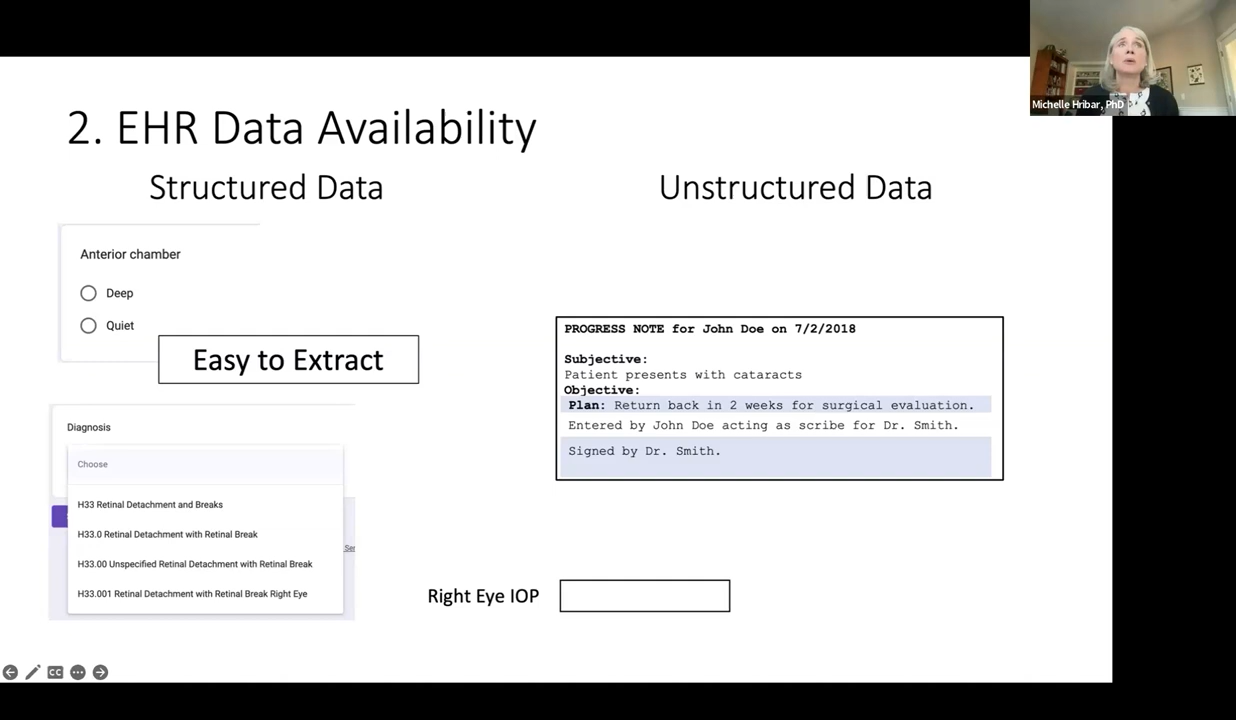 Michelle Hribar, PhD
2. EHR Data Availability
Structured Data
Anterior chamber
Deep
Quiet
Easy to Extract
Diagnosis
Choose
H33 Retinal Detachment and Breaks
H33.0 Retinal Detachment with Retinal Break
H33.00 Unspecified Retinal Detachment with Retinal Break
H33.001 Retinal Detachment with Retinal Break Right Eye
Unstructured Data
PROGRESS NOTE for John Doe on 7/2/2018
Subjective:
Patient presents with cataracts
Objective:
Plan: Return back in 2 weeks for surgical evaluation.
Entered by John Doe acting as scribe for Dr. Smith.
Signed by Dr. Smith.
Right Eye IOP
CC